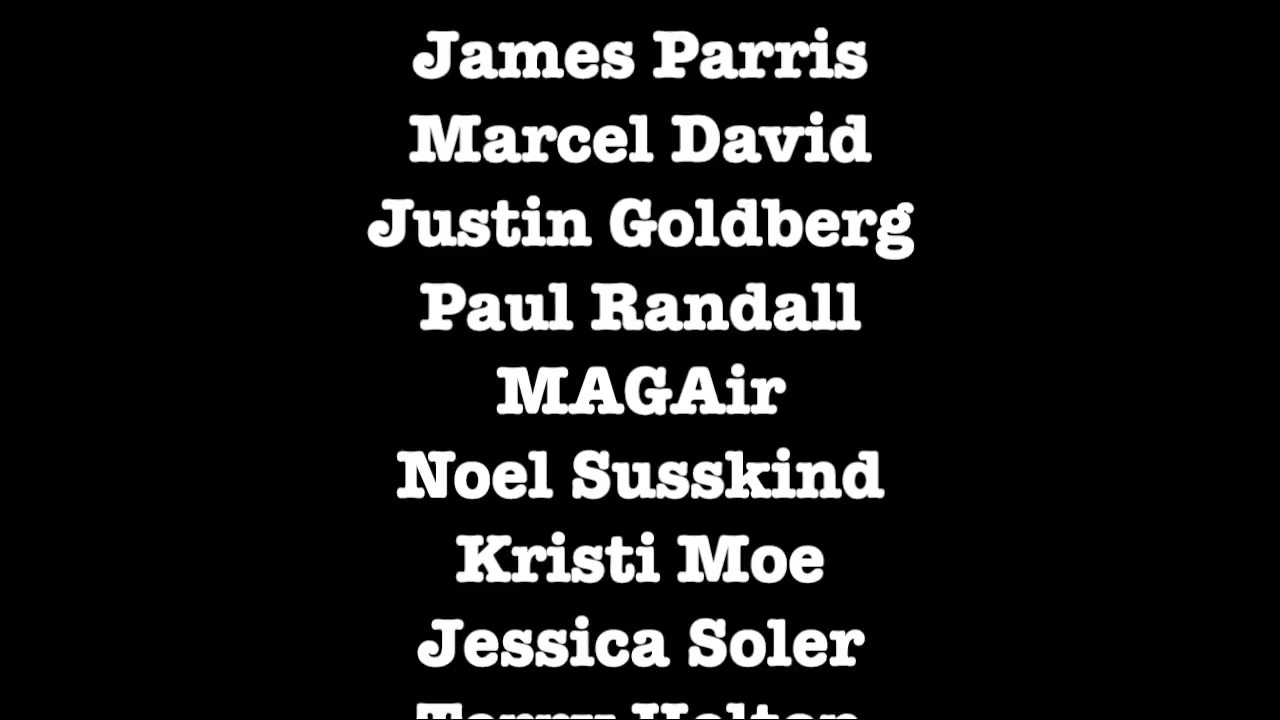 James Parris
Marcel David
Justin Goldberg
Paul Randall
MAGAir
Noel Susskind
Kristi Moe
Jessica Soler